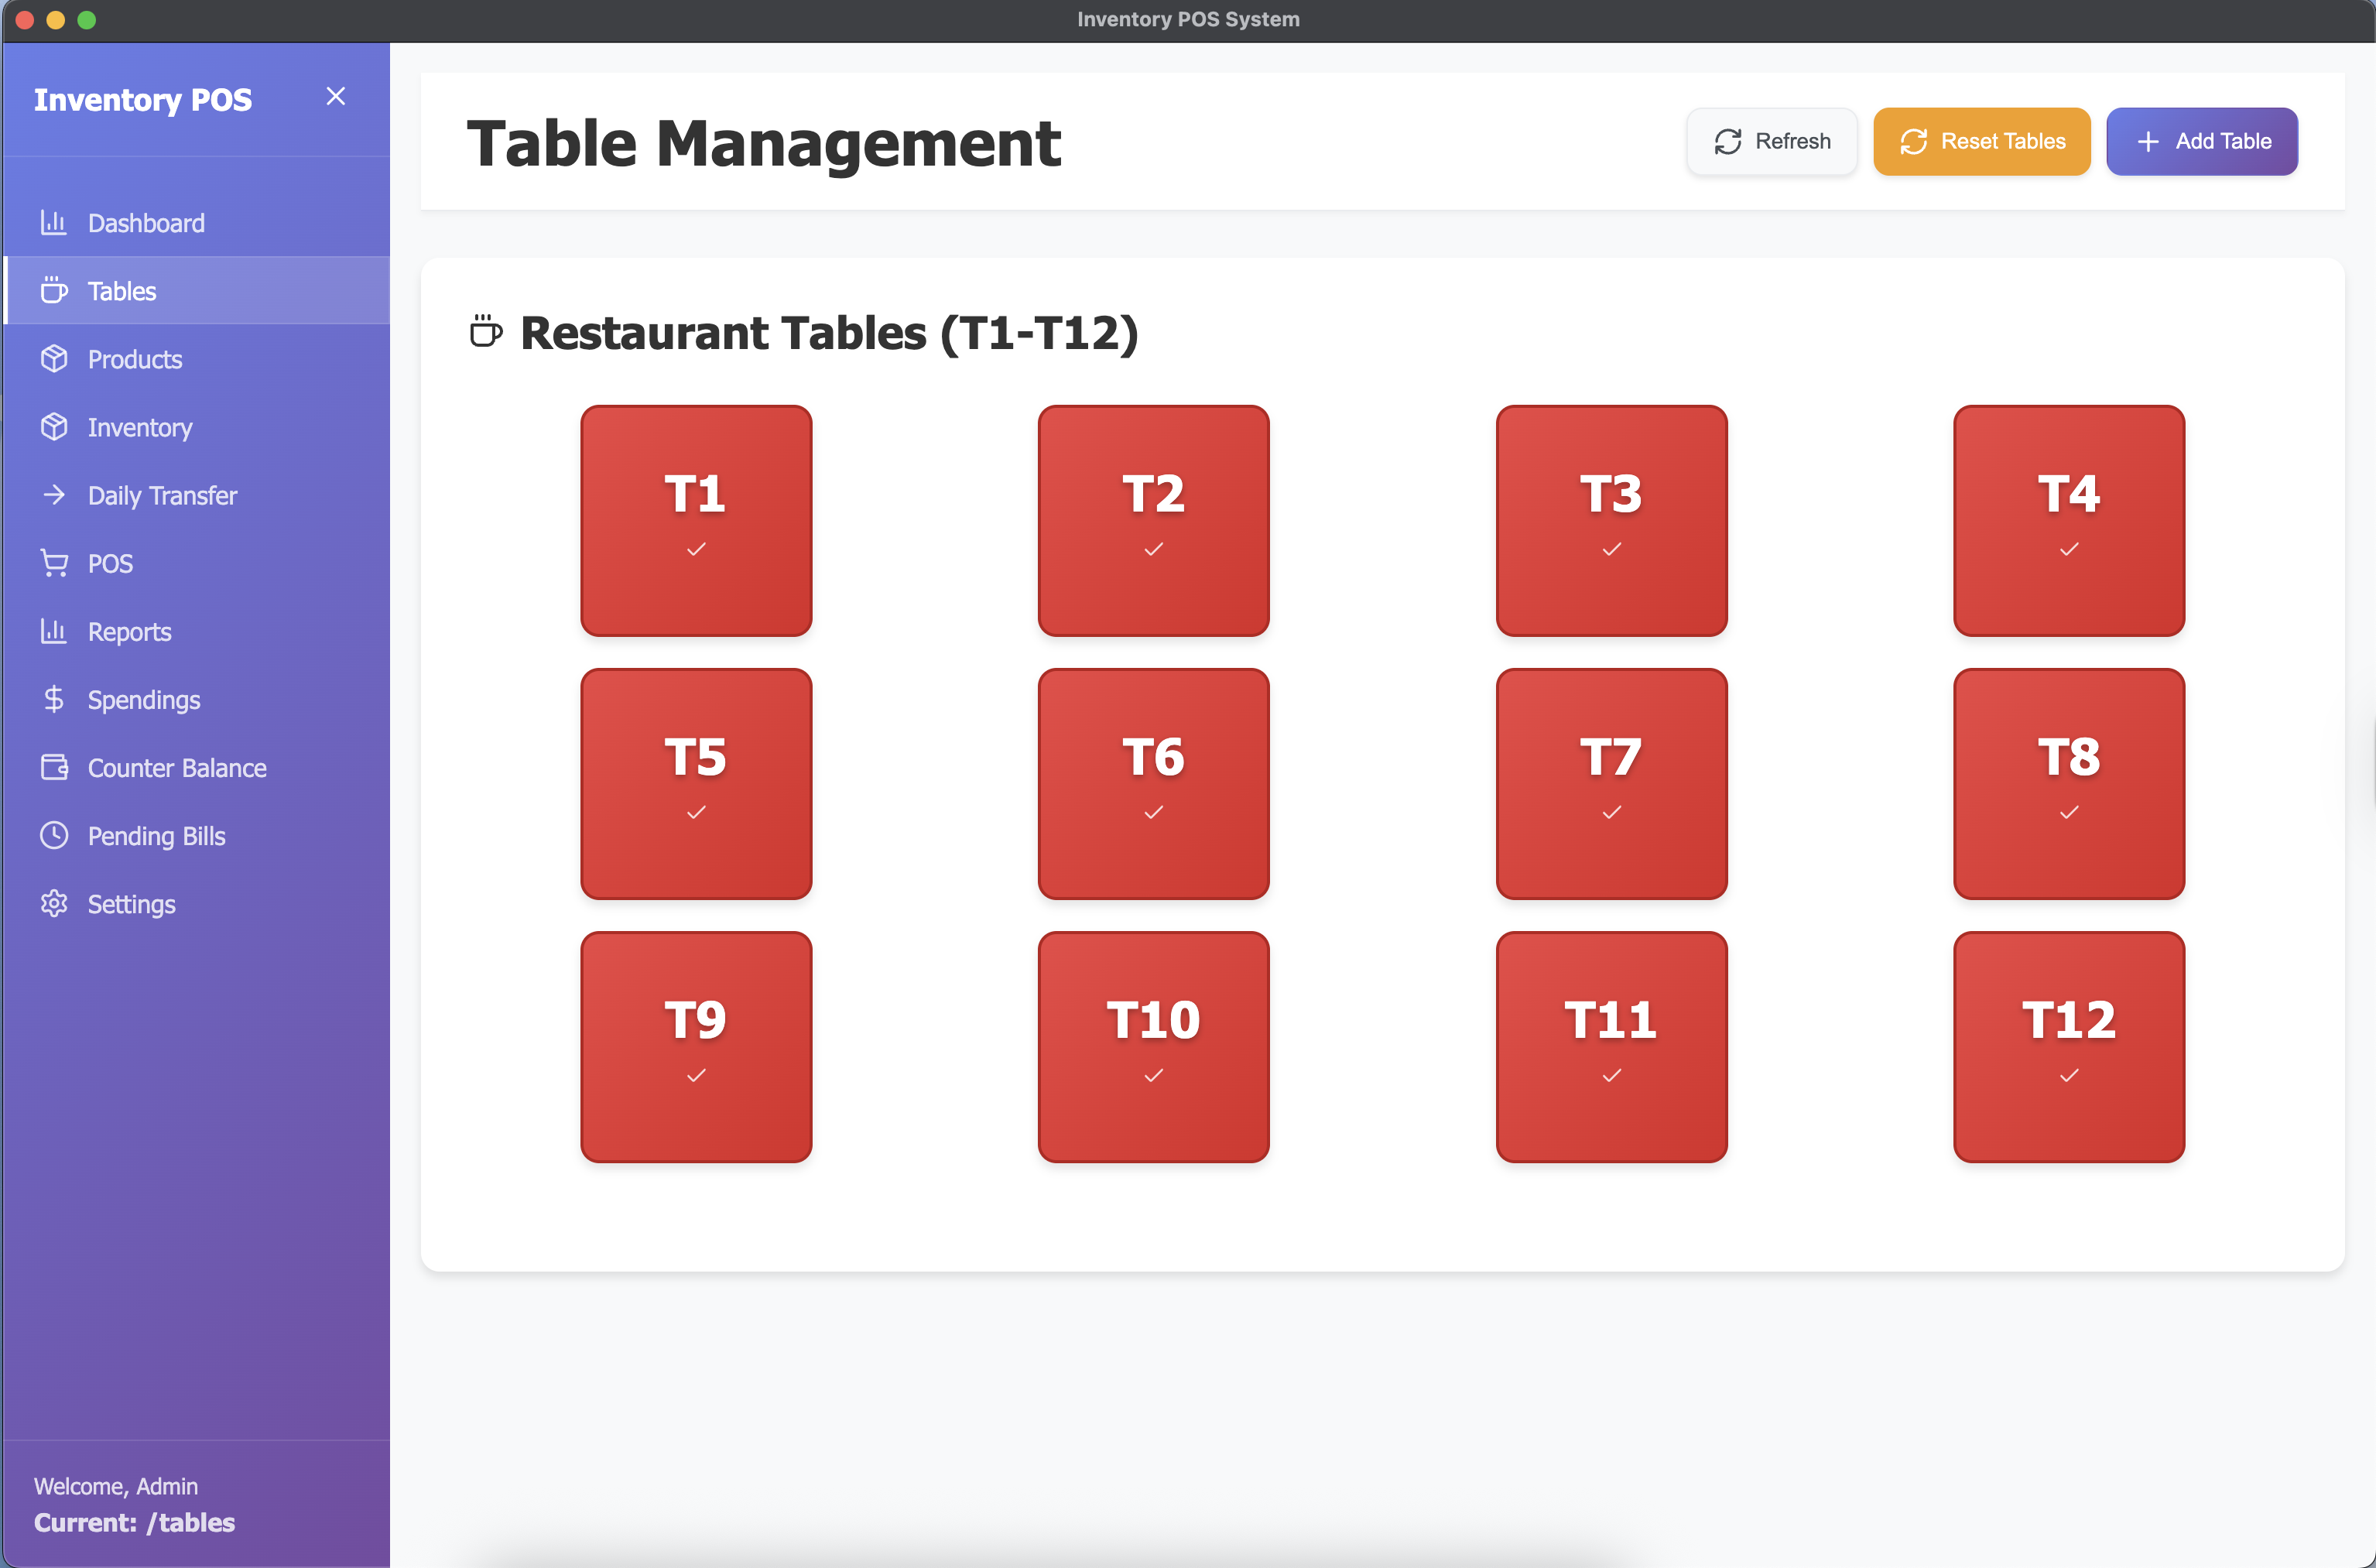 Inventory POS System
Inventory POS
Dashboard
Tables
Products
Inventory
Daily Transfer
POS
Reports
Spendings
Counter Balance
Pending Bills
Settings
Welcome, Admin
Current: /tables
Table Management
Refresh
Reset Tables
Add Table
Restaurant Tables (T1-T12)
T1
T2
T3
T4
T5
T6
T7
T8
T9
T10
T11
T12